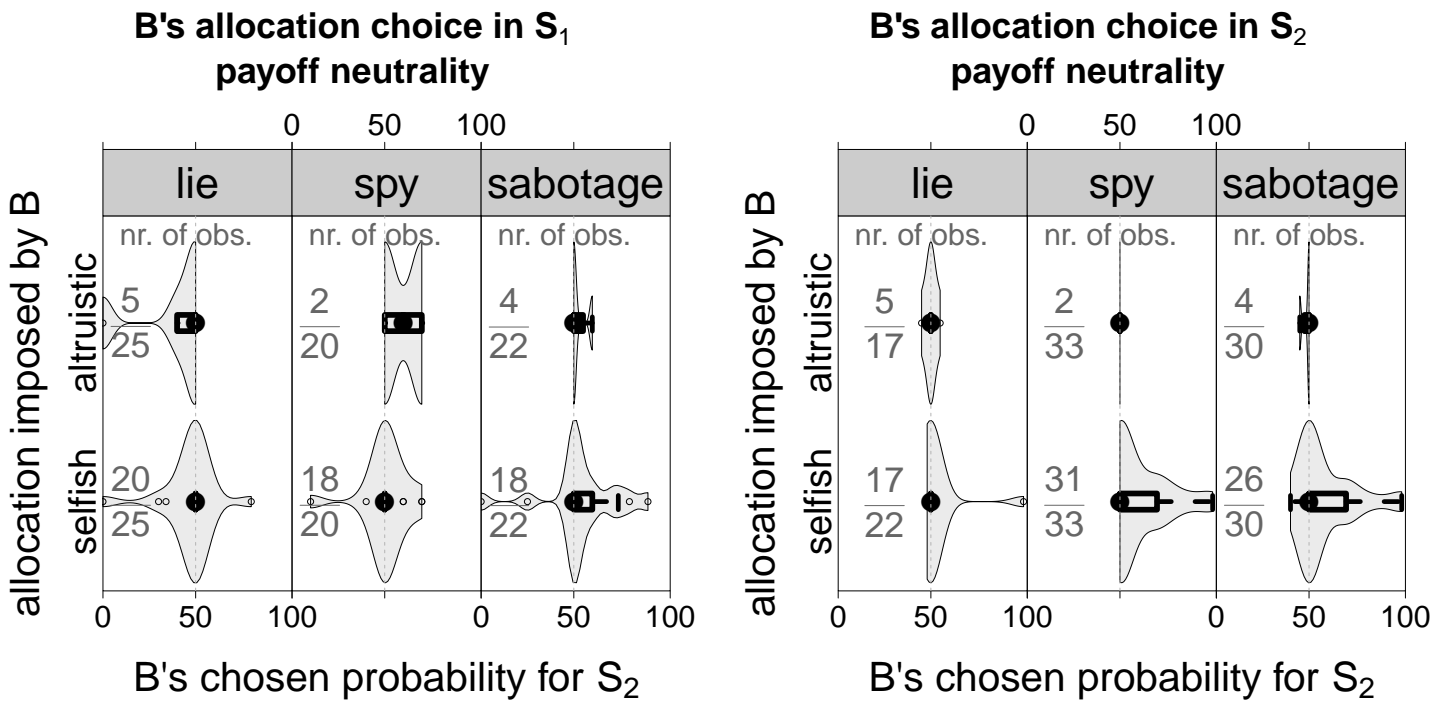 B's allocation choice in S₁
payoff neutrality
0 50 100
lie spy sabotage
nr. of obs. nr. of obs. nr. of obs.
allocation imposed by B
altruistic
5
25
2
20
4
22
selfish
20
25
18
20
18
22
0 50 100 0 50 100
B's chosen probability for S₂
B's allocation choice in S₂
payoff neutrality
0 50 100
lie spy sabotage
nr. of obs. nr. of obs. nr. of obs.
allocation imposed by B
altruistic
5
17
2
33
4
30
selfish
17
22
31
33
26
30
0 50 100 0 50 100
B's chosen probability for S₂